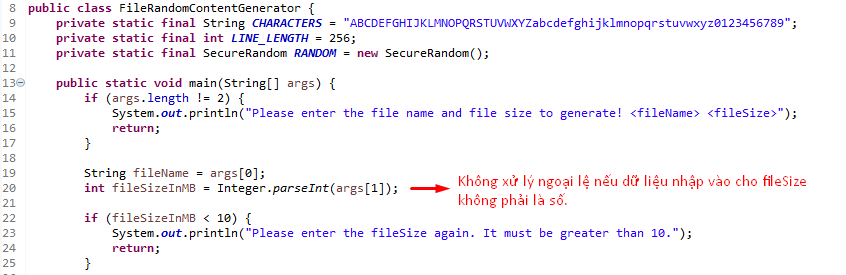 8 public class FileRandomContentGenerator {
9 private static final String CHARACTERS = "ABCDEFGHIJKLMNOPQRSTUVWXYZabcdefghijklmnopqrstuvwxyz0123456789";
10 private static final int LINE_LENGTH = 256;
11 private static final SecureRandom RANDOM = new SecureRandom();
12
13 public static void main(String[] args) {
14 if (args.length != 2) {
15 System.out.println("Please enter the file name and file size to generate! <fileName> <fileSize>");
16 return;
17 }
18
19 String fileName = args[0];
20 int fileSizeInMB = Integer.parseInt(args[1]);
Không xử lý ngoại lệ nếu dữ liệu nhập vào cho fileSize
không phải là số.
21
22 if (fileSizeInMB < 10) {
23 System.out.println("Please enter the fileSize again. It must be greater than 10.");
24 return;
25 }